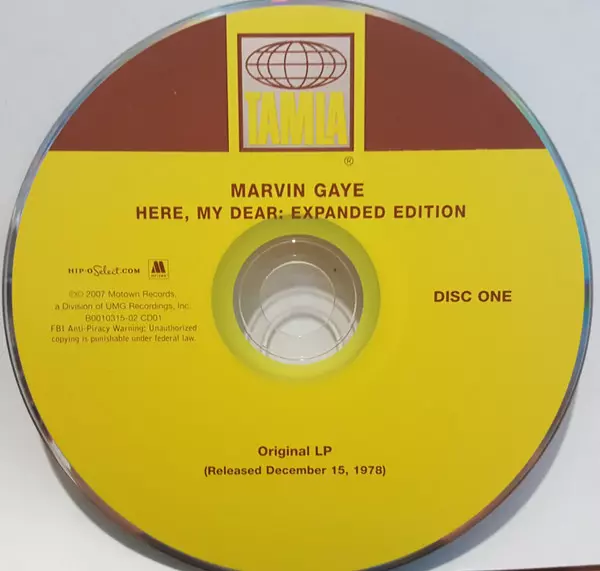 TAMLA
®
MARVIN GAYE
HERE, MY DEAR: EXPANDED EDITION
HIP-O Select.COM
M
MOTOWN
DISC ONE
℗© 2007 Motown Records,
a Division of UMG Recordings, Inc.
B0010315-02 CD01
FBI Anti-Piracy Warning: Unauthorized
copying is punishable under federal law.
Original LP
(Released December 15, 1978)